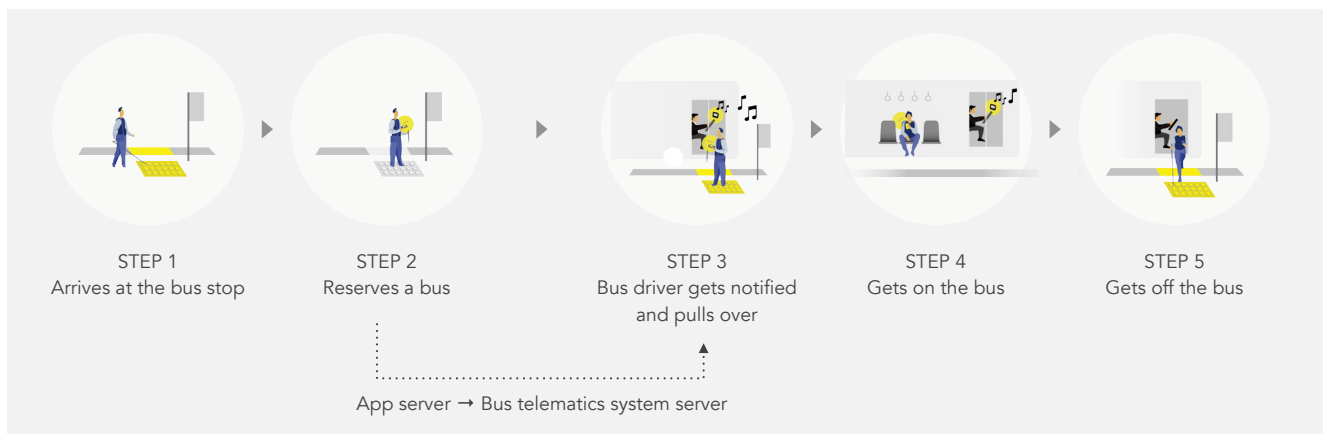 STEP 1
Arrives at the bus stop
STEP 2
Reserves a bus
STEP 3
Bus driver gets notified
and pulls over
STEP 4
Gets on the bus
STEP 5
Gets off the bus
App server → Bus telematics system server